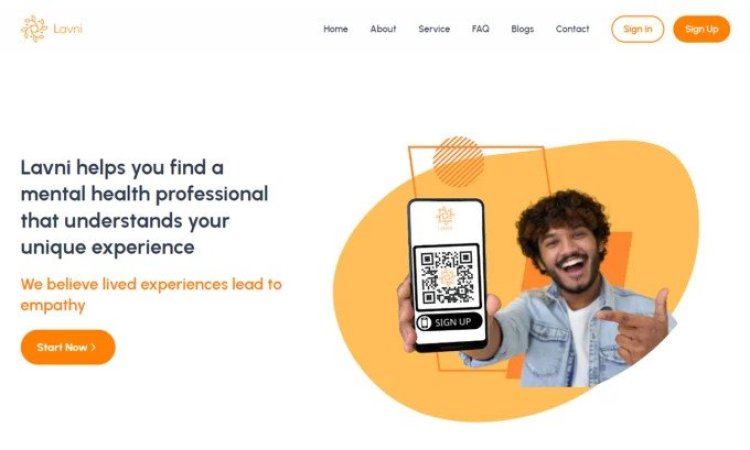 Lavni
Home
About
Service
FAQ
Blogs
Contact
Sign In
Sign Up
Lavni helps you find a
mental health professional
that understands your
unique experience
We believe lived experiences lead to
empathy
Start Now >
SIGN UP